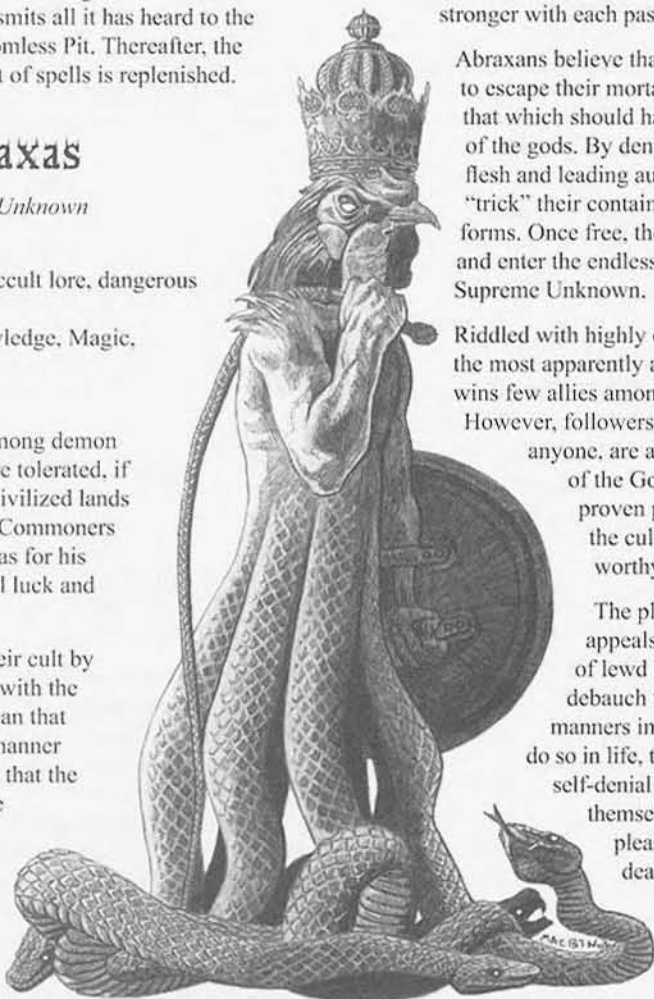 smits all it has heard to the
omless Pit. Thereafter, the
t of spells is replenished.
axas
Unknown
ccult lore, dangerous
ledge, Magic,
mong demon
e tolerated, if
ivilized lands
Commoners
as for his
l luck and
eir cult by
with the
an that
nanner
that the
e
stronger with each pas
Abraxans believe tha
to escape their morta
that which should ha
of the gods. By den
flesh and leading au
“trick” their contain
forms. Once free, the
and enter the endless
Supreme Unknown.
Riddled with highly c
the most apparently a
wins few allies amon
However, followers
anyone, are a
of the Go
proven p
the cul
worthy
The pl
appeals
of lewd
debauch t
manners in
do so in life, t
self-denial
themse
pleas
dea